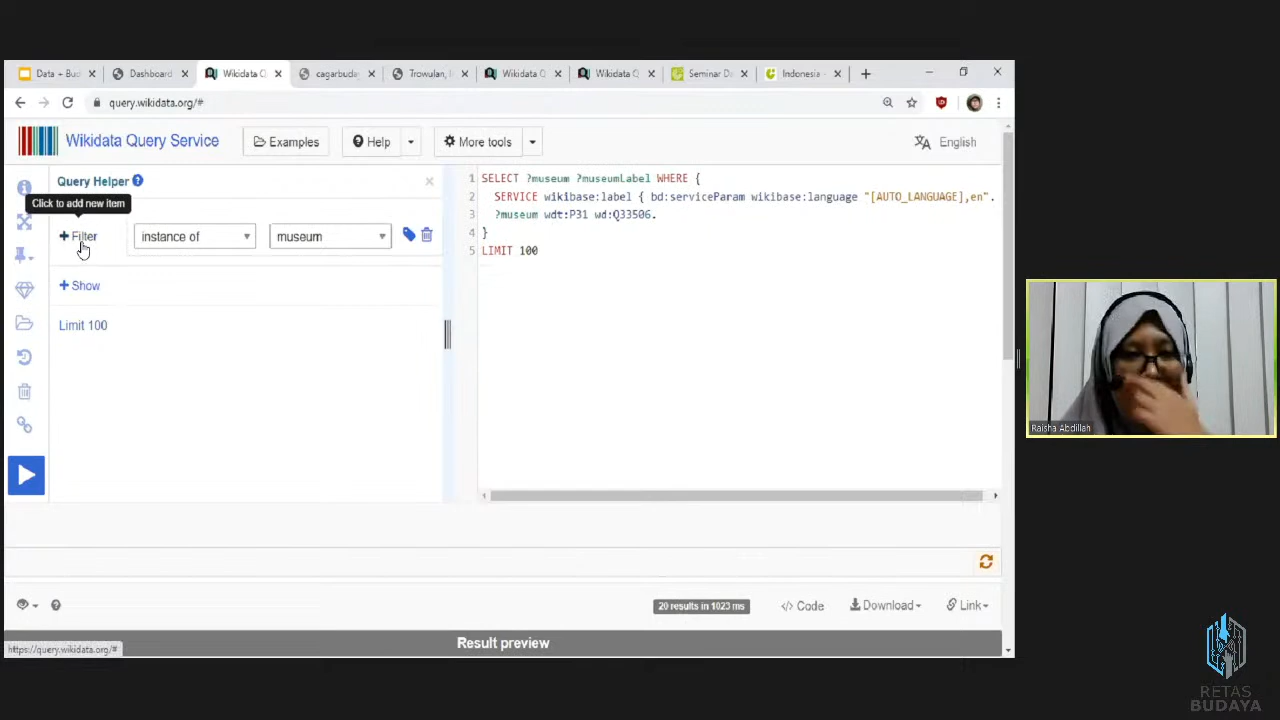 Data + Bu
Dashboard
Wikidata Q
cagarbuda
Trowulan, I
Wikidata Q
Wikidata Q
Seminar Da
Indonesia -
query.wikidata.org/#
Wikidata Query Service
Examples
Help
More tools
English
Query Helper
Click to add new item
+ Filter
instance of
museum
+ Show
Limit 100
1 SELECT ?museum ?museumLabel WHERE {
2 SERVICE wikibase:label { bd:serviceParam wikibase:language "[AUTO_LANGUAGE],en".
3 ?museum wdt:P31 wd:Q33506.
4 }
5 LIMIT 100
Raisha Abdillah
20 results in 1023 ms
</> Code
Download
Link
Result preview
https://query.wikidata.org/#
RETAS
BUDAYA